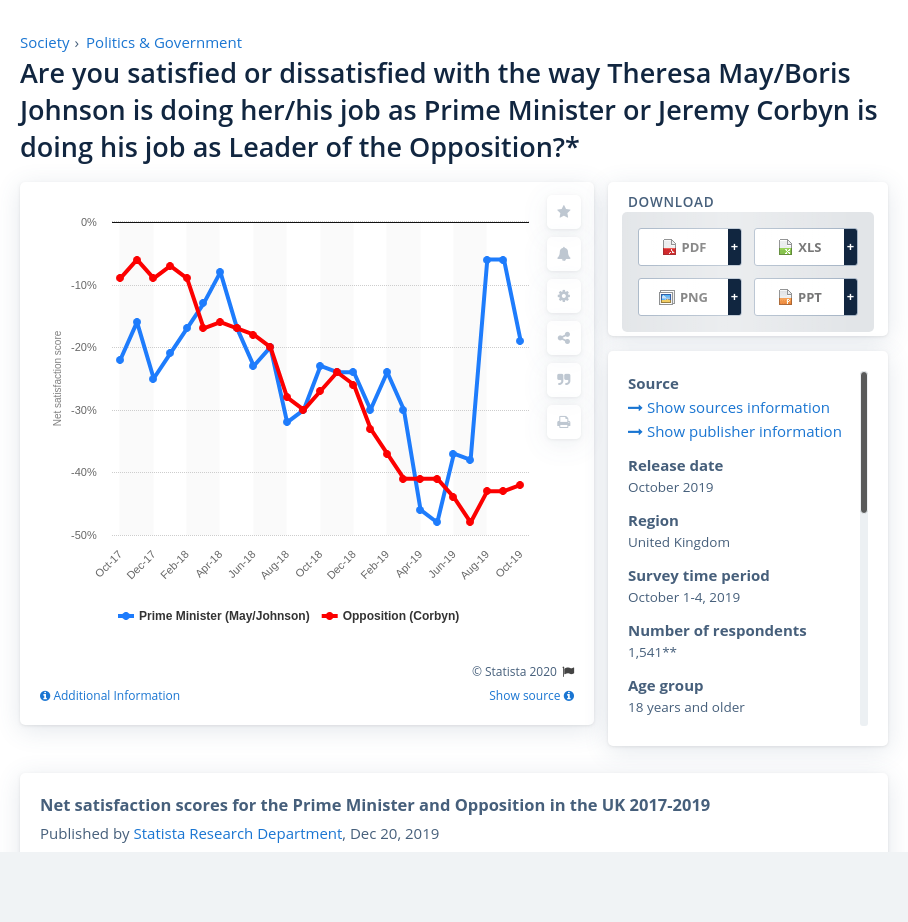 Society › Politics & Government
Are you satisfied or dissatisfied with the way Theresa May/Boris
Johnson is doing her/his job as Prime Minister or Jeremy Corbyn is
doing his job as Leader of the Opposition?*
Net satisfaction score
0%
-10%
-20%
-30%
-40%
-50%
Oct-17
Dec-17
Feb-18
Apr-18
Jun-18
Aug-18
Oct-18
Dec-18
Feb-19
Apr-19
Jun-19
Aug-19
Oct-19
Prime Minister (May/Johnson) Opposition (Corbyn)
© Statista 2020
Additional Information Show source
DOWNLOAD
PDF + XLS +
PNG + PPT +
Source
Show sources information
Show publisher information
Release date
October 2019
Region
United Kingdom
Survey time period
October 1-4, 2019
Number of respondents
1,541**
Age group
18 years and older
Net satisfaction scores for the Prime Minister and Opposition in the UK 2017-2019
Published by Statista Research Department, Dec 20, 2019